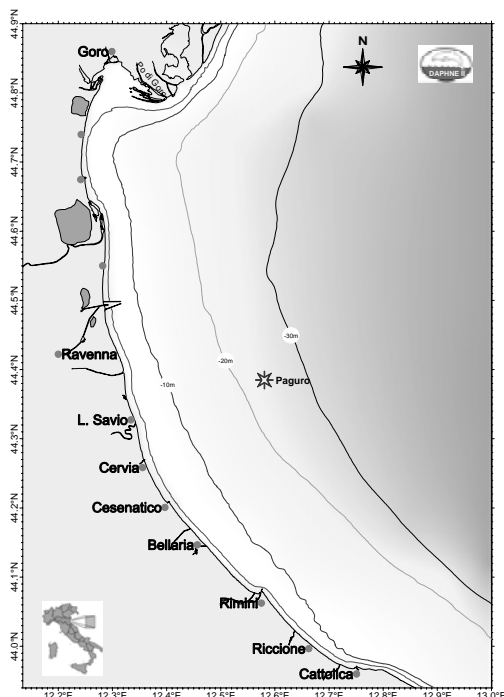 44.9°N
Goro
Po di Goro
N
DAPHNE II
44.8°N
44.7°N
44.6°N
44.5°N
-30m
Ravenna
-20m
44.4°N
-10m
Paguro
L. Savio
44.3°N
Cervia
44.2°N
Cesenatico
Bellaria
44.1°N
Rimini
44.0°N
Riccione
Cattolica
12.2°E 12.3°E 12.4°E 12.5°E 12.6°E 12.7°E 12.8°E 12.9°E 13.0°E